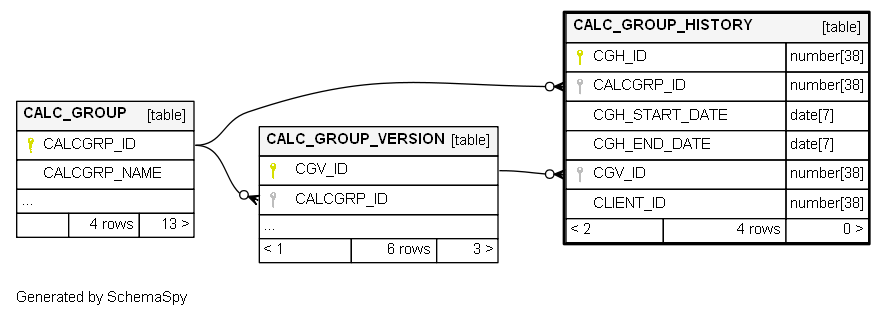 CALC_GROUP [table]
CALCGRP_ID
CALCGRP_NAME
...
4 rows 13 >
CALC_GROUP_VERSION [table]
CGV_ID
CALCGRP_ID
...
< 1 6 rows 3 >
CALC_GROUP_HISTORY [table]
CGH_ID number[38]
CALCGRP_ID number[38]
CGH_START_DATE date[7]
CGH_END_DATE date[7]
CGV_ID number[38]
CLIENT_ID number[38]
< 2 4 rows 0 >
Generated by SchemaSpy